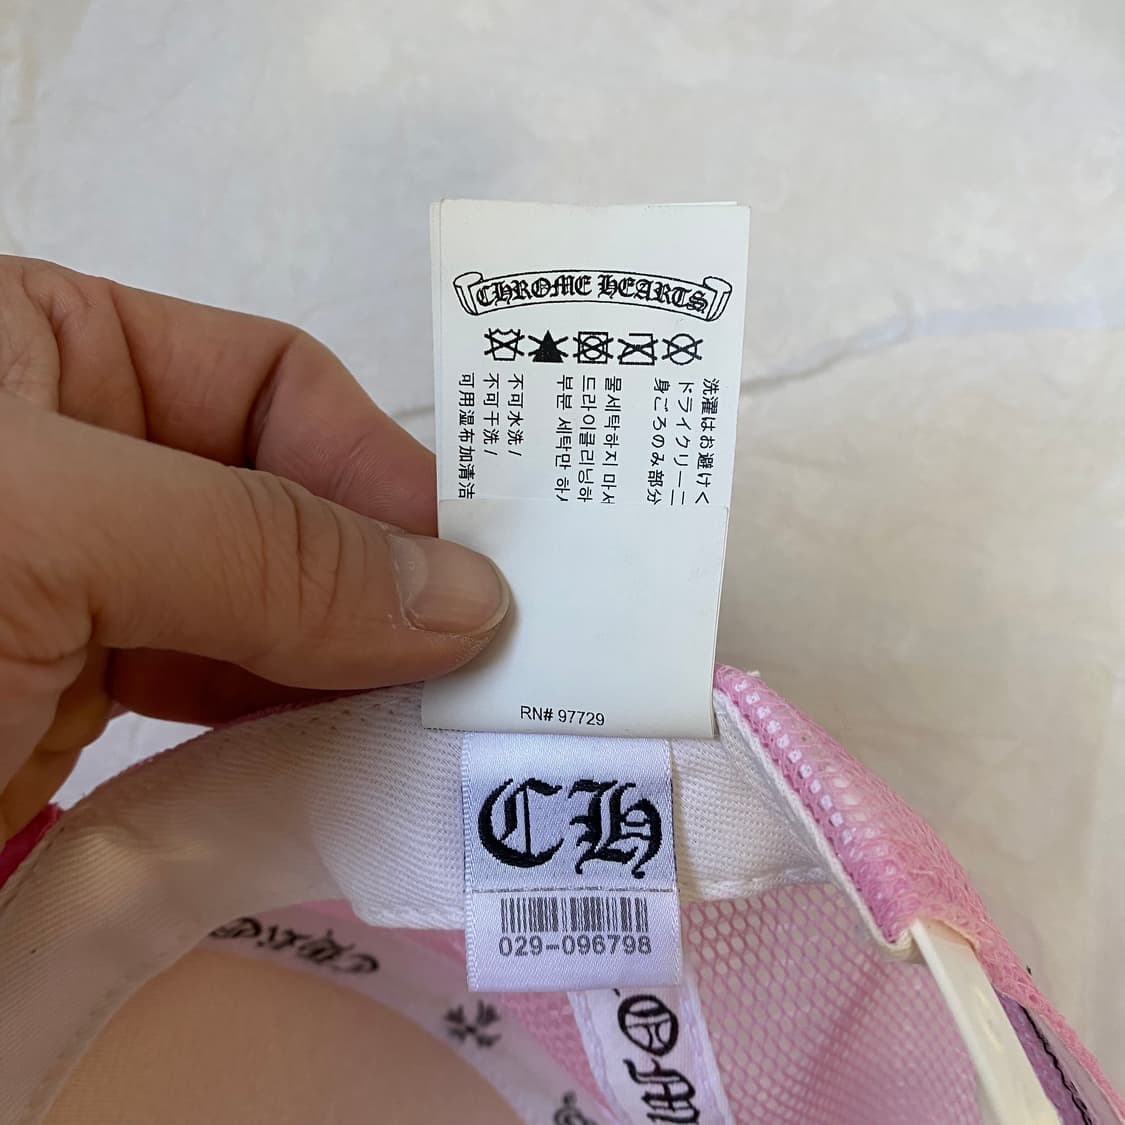 CHROME HEARTS
洗濯はお避けく
ドライクリーニ
身ごろのみ部分
물세탁하지 마세
드라이클리닝하
부분 세탁만 하
不可水洗/
不可干洗/
可用湿布加清洁
RN# 97729
CH
029-096798